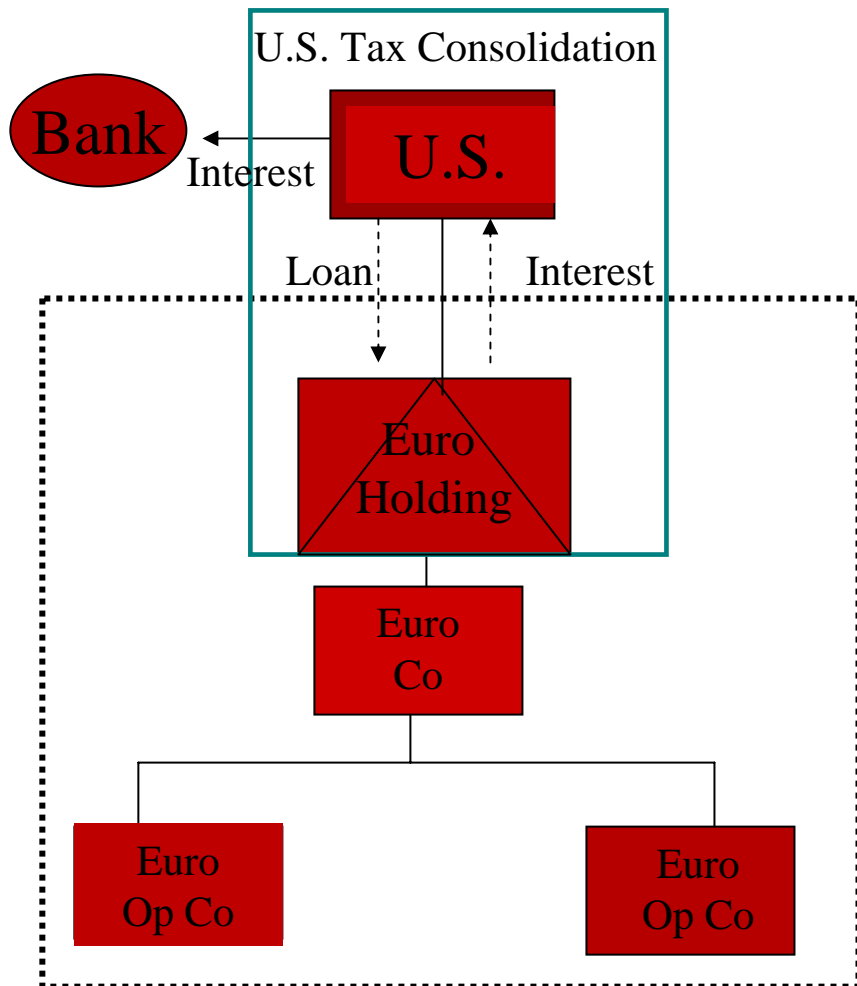 U.S. Tax Consolidation
Bank
U.S.
Interest
Loan
Interest
Euro
Holding
Euro
Co
Euro
Op Co
Euro
Op Co